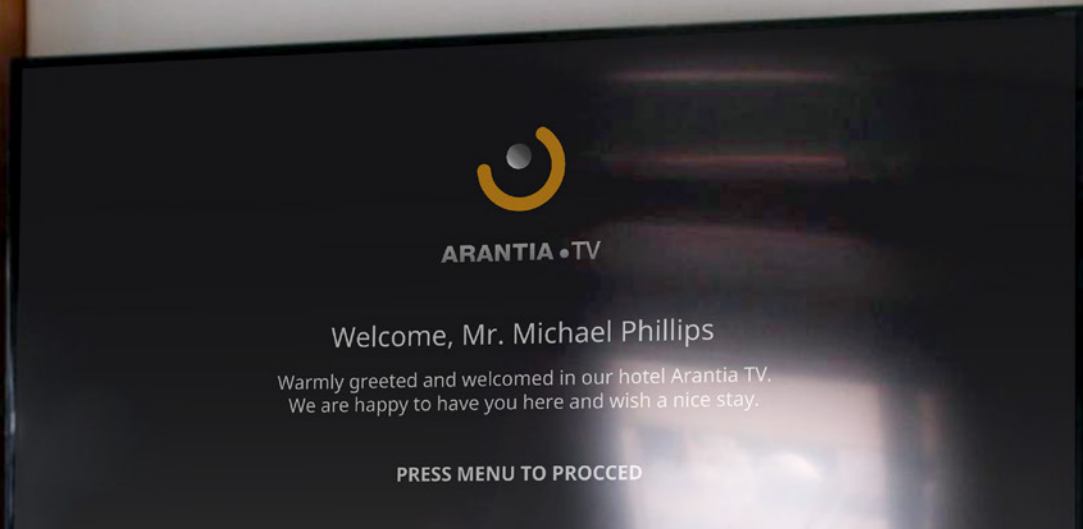 ARANTIA•TV
Welcome, Mr. Michael Phillips
Warmly greeted and welcomed in our hotel Arantia TV.
We are happy to have you here and wish a nice stay.
PRESS MENU TO PROCCED